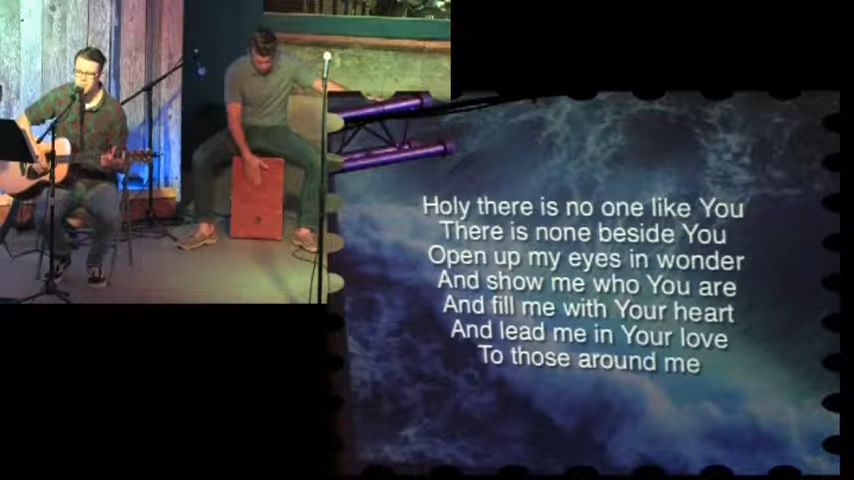 Holy there is no one like You
There is none beside You
Open up my eyes in wonder
And show me who You are
And fill me with Your heart
And lead me in Your love
To those around me